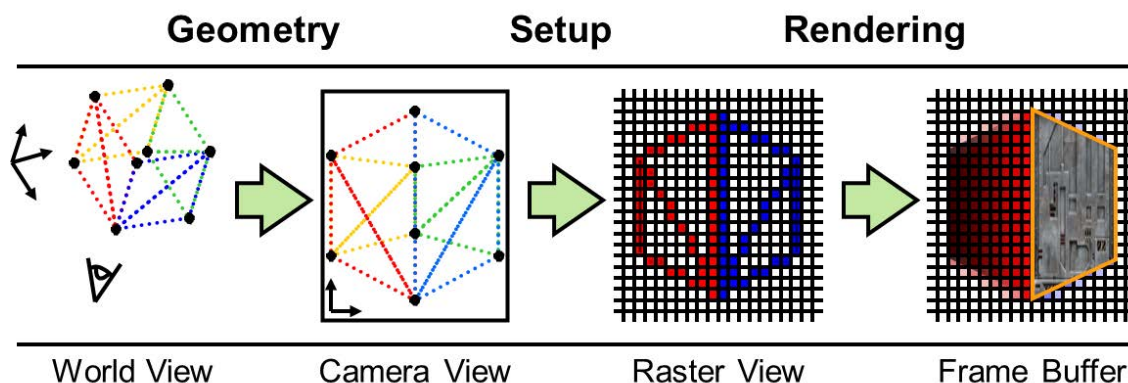 Geometry Setup Rendering
World View Camera View Raster View Frame Buffer